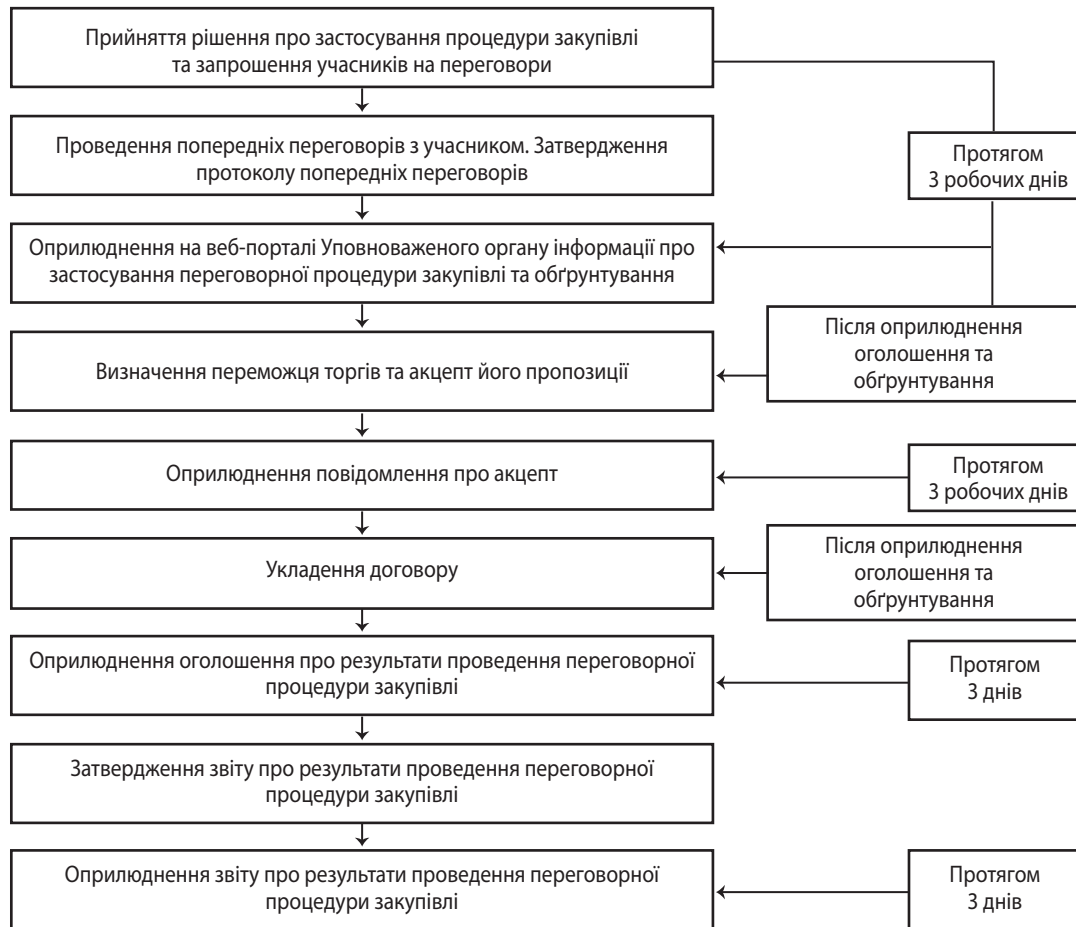 Прийняття рішення про застосування процедури закупівлі
та запрошення учасників на переговори
Проведення попередніх переговорів з учасником. Затвердження
протоколу попередніх переговорів
Протягом
3 робочих днів
Оприлюднення на веб-порталі Уповноваженого органу інформації про
застосування переговорної процедури закупівлі та обґрунтування
Визначення переможця торгів та акцепт його пропозиції
Після оприлюднення
оголошення та
обґрунтування
Оприлюднення повідомлення про акцепт
Протягом
3 робочих днів
Укладення договору
Після оприлюднення
оголошення та
обґрунтування
Оприлюднення оголошення про результати проведення переговорної
процедури закупівлі
Протягом
3 днів
Затвердження звіту про результати проведення переговорної
процедури закупівлі
Оприлюднення звіту про результати проведення переговорної
процедури закупівлі
Протягом
3 днів